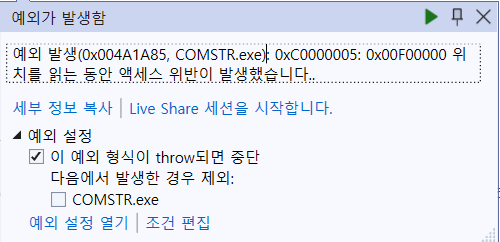 예외가 발생함
예외 발생(0x004A1A85, COMSTR.exe): 0xC0000005: 0x00F00000 위
치를 읽는 동안 액세스 위반이 발생했습니다..
세부 정보 복사 | Live Share 세션을 시작합니다.
예외 설정
이 예외 형식이 throw되면 중단
다음에서 발생한 경우 제외:
COMSTR.exe
예외 설정 열기 | 조건 편집